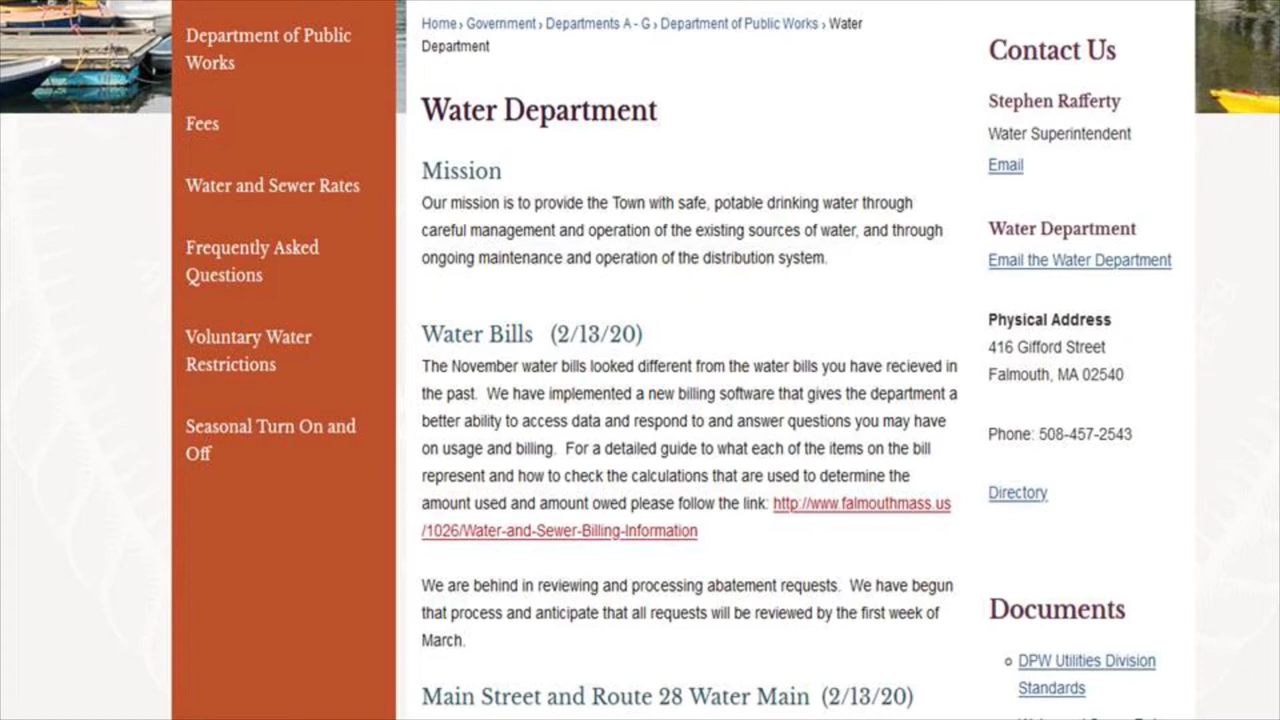 Department of Public
Works
Fees
Water and Sewer Rates
Frequently Asked
Questions
Voluntary Water
Restrictions
Seasonal Turn On and
Off
Home › Government › Departments A - G › Department of Public Works › Water
Department
Water Department
Mission
Our mission is to provide the Town with safe, potable drinking water through
careful management and operation of the existing sources of water, and through
ongoing maintenance and operation of the distribution system.
Water Bills (2/13/20)
The November water bills looked different from the water bills you have recieved in
the past. We have implemented a new billing software that gives the department a
better ability to access data and respond to and answer questions you may have
on usage and billing. For a detailed guide to what each of the items on the bill
represent and how to check the calculations that are used to determine the
amount used and amount owed please follow the link: http://www.falmouthmass.us
/1026/Water-and-Sewer-Billing-Information
We are behind in reviewing and processing abatement requests. We have begun
that process and anticipate that all requests will be reviewed by the first week of
March.
Main Street and Route 28 Water Main (2/13/20)
Contact Us
Stephen Rafferty
Water Superintendent
Email
Water Department
Email the Water Department
Physical Address
416 Gifford Street
Falmouth, MA 02540
Phone: 508-457-2543
Directory
Documents
DPW Utilities Division
Standards